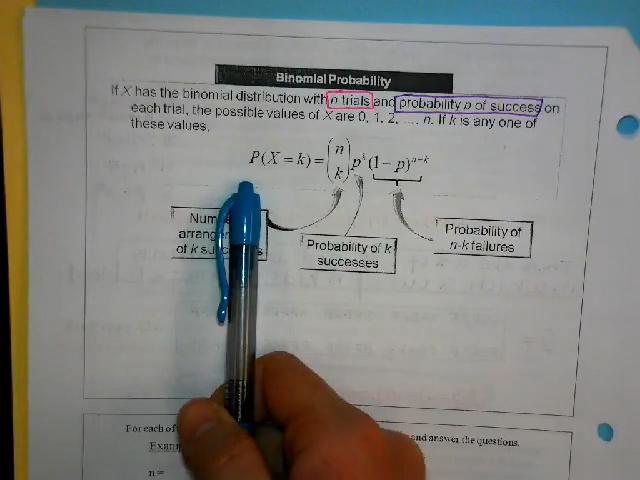 Binomial Probability
If X has the binomial distribution with n trials and probability p of success on
each trial, the possible values of X are 0, 1, 2, ..., n. If k is any one of
these values,
P(X = k) = (n k) p^k (1 − p)^{n−k}
arrang
of k su s
Probability of k
successes
Probability of
n-k failures
For each of and answer the questions.
n =